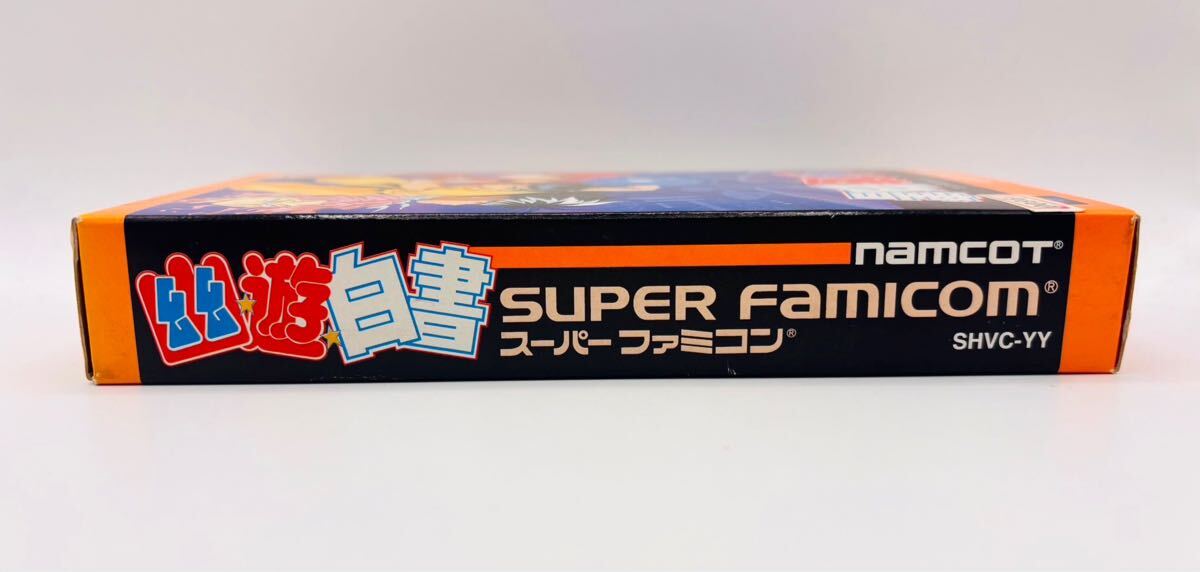 幽☆遊☆白書
namcot®
SUPER Famicom®
スーパーファミコン®
SHVC-YY